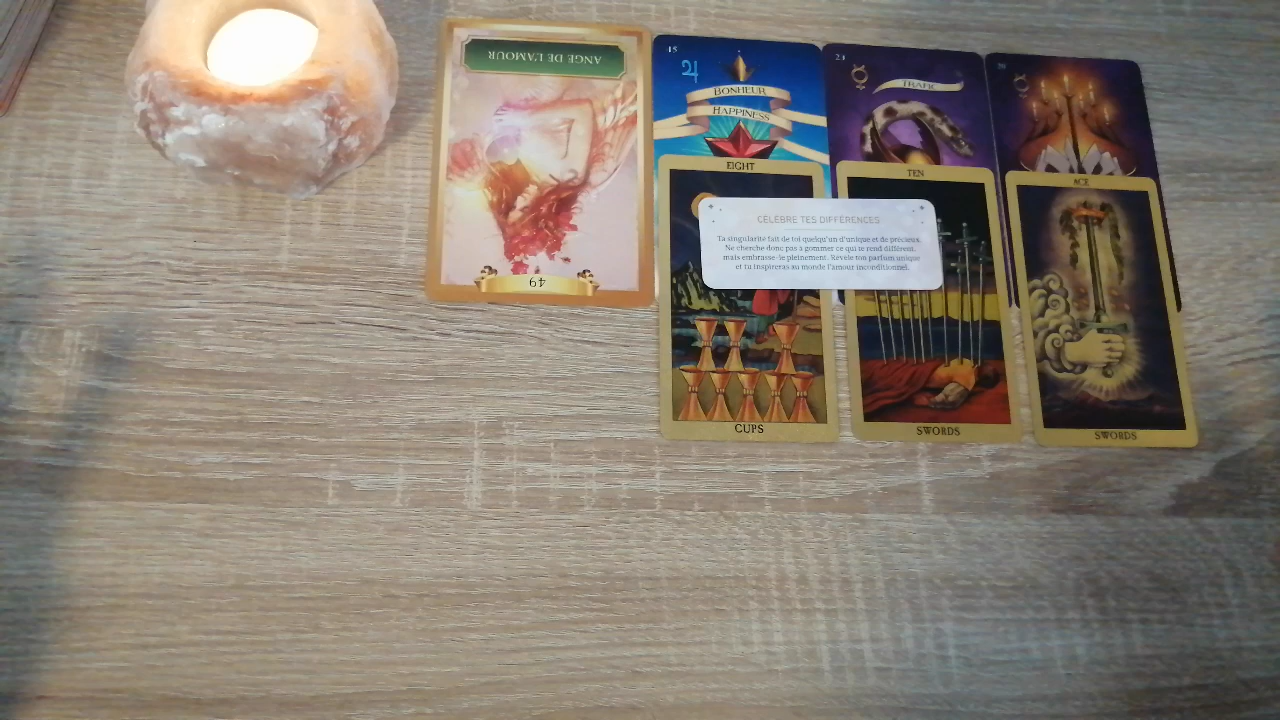 ANGE DE L'AMOUR
49
45
BONHEUR
HAPPINESS
23
TRAFIC
EIGHT
TEN
ACE
CÉLÈBRE TES DIFFÉRENCES
Ta singularité fait de toi quelqu'un d'unique et de précieux.
Ne cherche donc pas à gommer ce qui te rend différent,
mais embrasse-le pleinement. Révèle ton parfum unique
et tu inspireras au monde l'amour inconditionnel.
CUPS
SWORDS
SWORDS